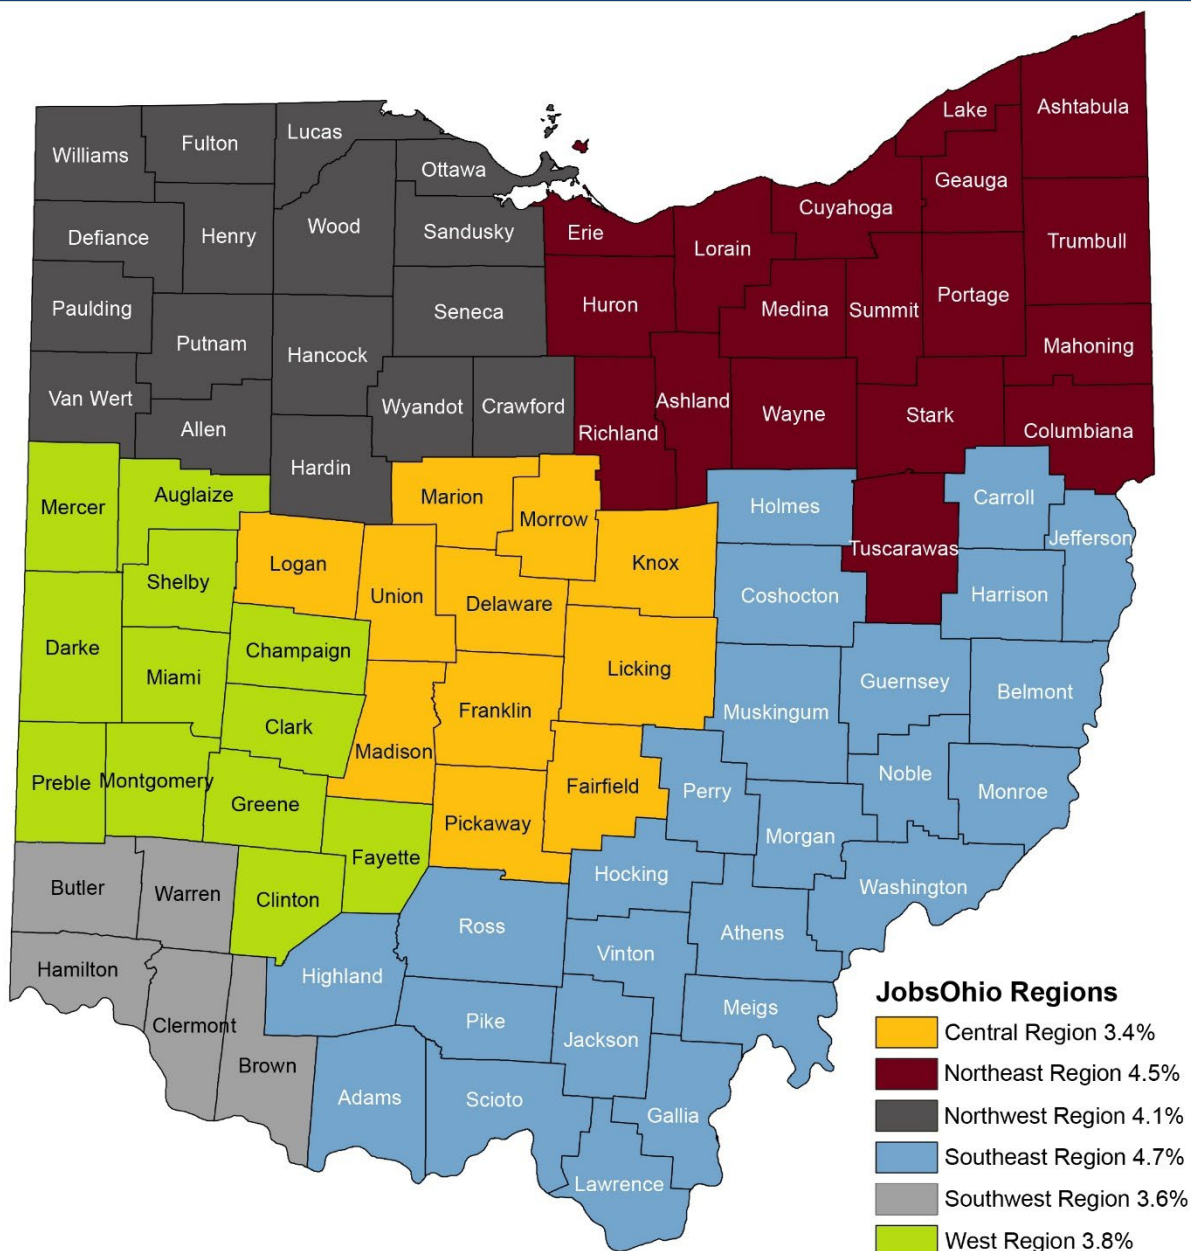 Lake
Ashtabula
Lucas
Fulton
Williams
Ottawa
Geauga
Cuyahoga
Wood
Sandusky
Erie
Henry
Defiance
Lorain
Trumbull
Portage
Huron
Medina
Summit
Paulding
Seneca
Putnam
Hancock
Mahoning
Van Wert
Wyandot
Crawford
Ashland
Wayne
Stark
Allen
Richland
Columbiana
Hardin
Auglaize
Marion
Mercer
Morrow
Holmes
Carroll
Jefferson
Tuscarawas
Logan
Knox
Shelby
Union
Delaware
Coshocton
Harrison
Darke
Champaign
Miami
Licking
Guernsey
Belmont
Franklin
Muskingum
Clark
Madison
Preble
Montgomery
Greene
Fairfield
Perry
Noble
Monroe
Pickaway
Morgan
Fayette
Hocking
Butler
Warren
Clinton
Washington
Ross
Athens
Vinton
Hamilton
Highland
Meigs
Clermont
Pike
Jackson
Brown
Adams
Scioto
Gallia
Lawrence
JobsOhio Regions
Central Region 3.4%
Northeast Region 4.5%
Northwest Region 4.1%
Southeast Region 4.7%
Southwest Region 3.6%
West Region 3.8%